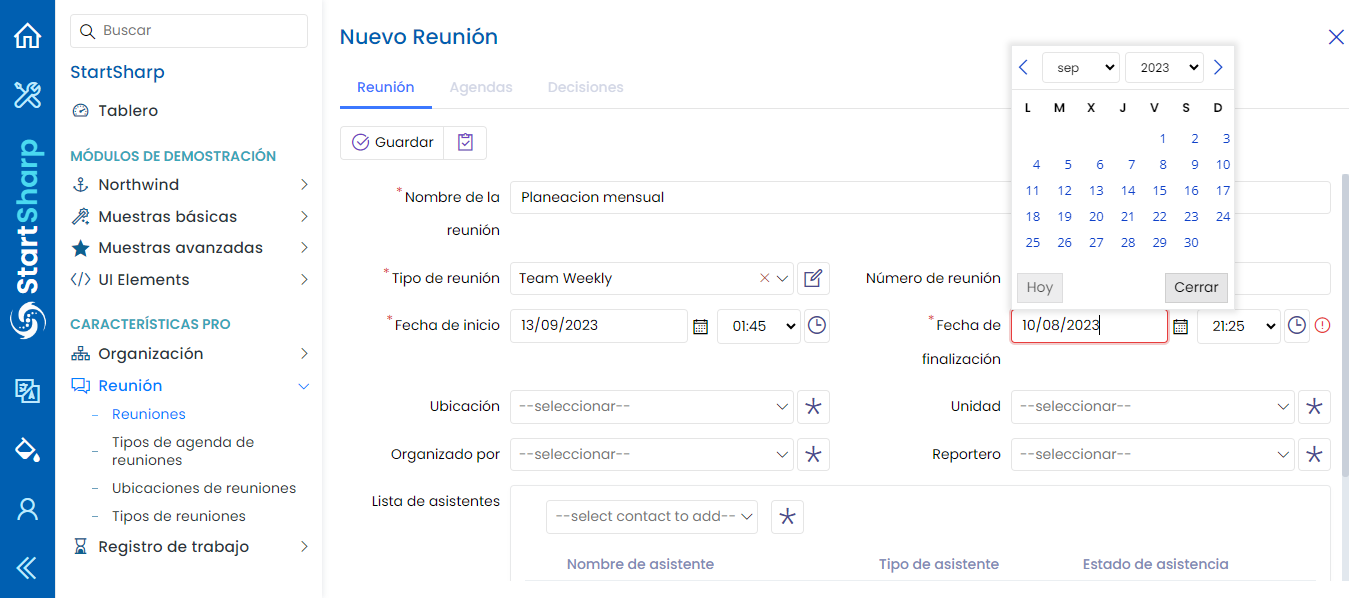 StartSharp
Buscar
StartSharp
Tablero
MÓDULOS DE DEMOSTRACIÓN
Northwind
Muestras básicas
Muestras avanzadas
UI Elements
CARACTERÍSTICAS PRO
Organización
Reunión
Reuniones
Tipos de agenda de
reuniones
Ubicaciones de reuniones
Tipos de reuniones
Registro de trabajo
Nuevo Reunión
Reunión Agendas Decisiones
Guardar
*Nombre de la
reunión
Planeacion mensual
*Tipo de reunión Team Weekly
Número de reunión
*Fecha de inicio 13/09/2023 01:45
*Fecha de
finalización
10/08/2023 21:25
sep 2023
L M X J V S D
1 2 3
4 5 6 7 8 9 10
11 12 13 14 15 16 17
18 19 20 21 22 23 24
25 26 27 28 29 30
Hoy Cerrar
Ubicación --seleccionar--
Unidad --seleccionar--
Organizado por --seleccionar--
Reportero --seleccionar--
Lista de asistentes
--select contact to add--
Nombre de asistente Tipo de asistente Estado de asistencia